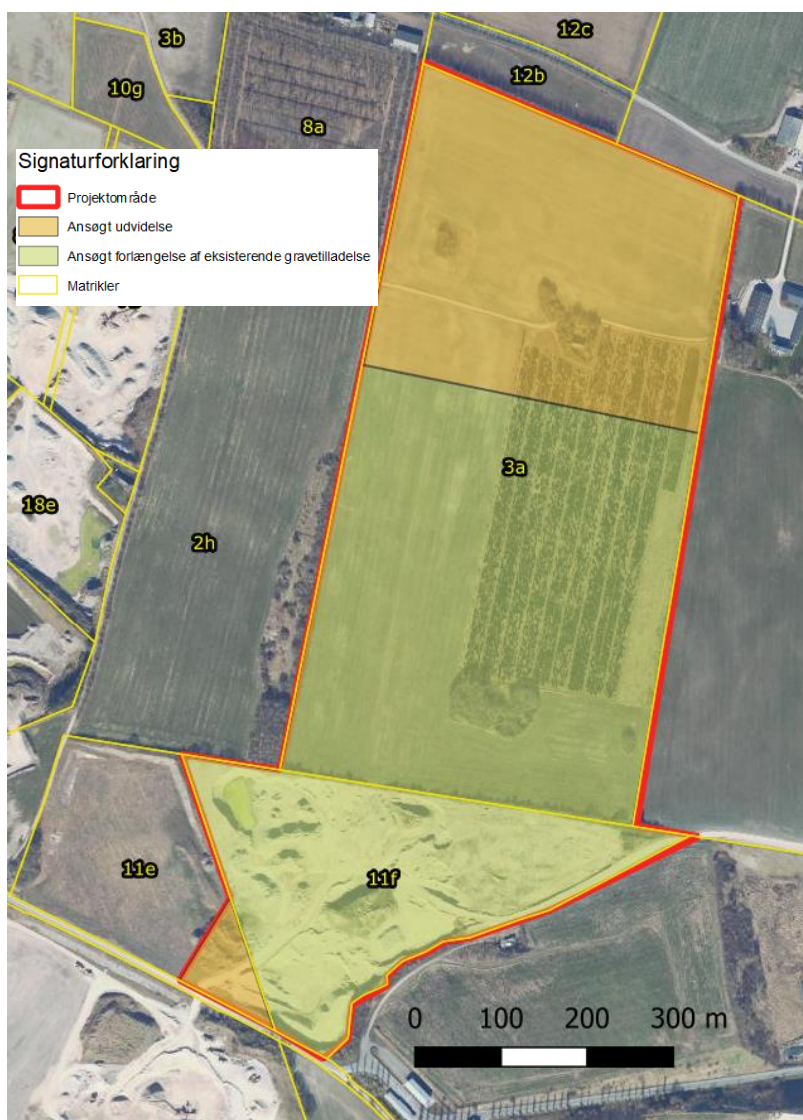 12c
3b
12b
10g
8a
Signaturforklaring
Projektområde
Ansøgt udvidelse
Ansøgt forlængelse af eksisterende gravetilladelse
Matrikler
3a
18e
2h
11e
11f
0 100 200 300 m